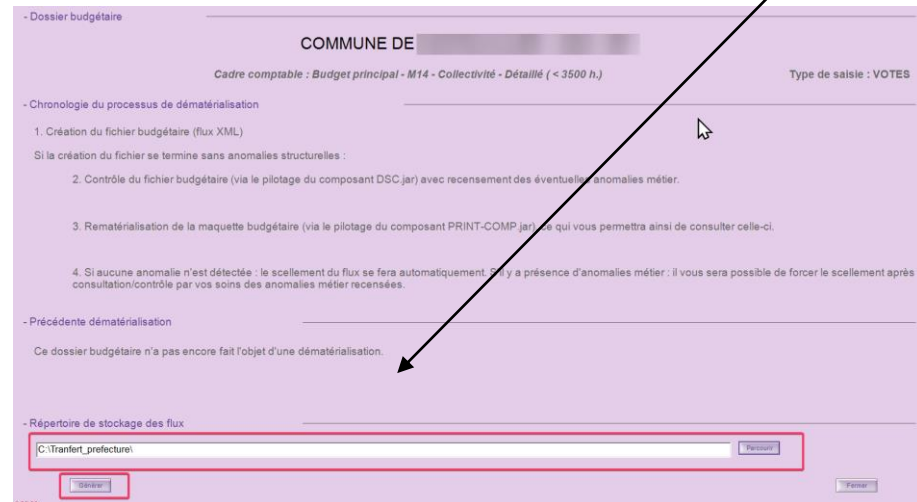 - Dossier budgétaire
COMMUNE DE
Cadre comptable : Budget principal - M14 - Collectivité - Détaillé ( < 3500 h.)
Type de saisie : VOTES
- Chronologie du processus de dématérialisation
1. Création du fichier budgétaire (flux XML)
Si la création du fichier se termine sans anomalies structurelles :
2. Contrôle du fichier budgétaire (via le pilotage du composant DSC.jar) avec recensement des éventuelles anomalies métier.
3. Rematérialisation de la maquette budgétaire (via le pilotage du composant PRINT-COMP.jar), ce qui vous permettra ainsi de consulter celle-ci.
4. Si aucune anomalie n'est détectée : le scellement du flux se fera automatiquement. S'il y a présence d'anomalies métier : il vous sera possible de forcer le scellement après
consultation/contrôle par vos soins des anomalies métier recensées.
- Précédente dématérialisation
Ce dossier budgétaire n'a pas encore fait l'objet d'une dématérialisation.
- Répertoire de stockage des flux
C:\Tranfert_prefecture\
Parcourir
Générer
Fermer